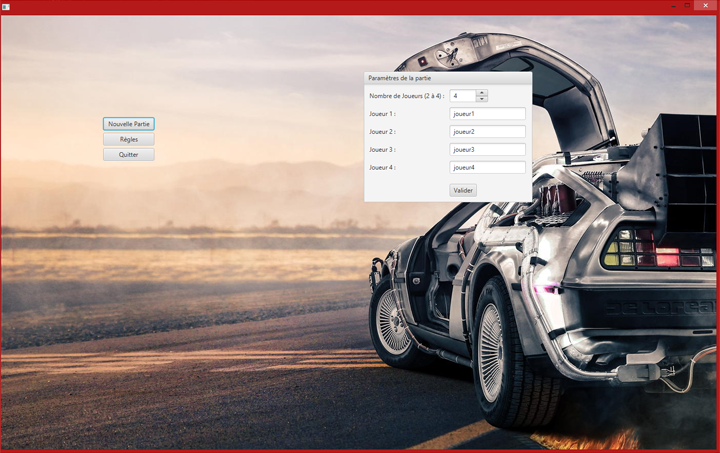 Nouvelle Partie
Règles
Quitter
Paramètres de la partie
Nombre de Joueurs (2 à 4) : 4
Joueur 1 : joueur1
Joueur 2 : joueur2
Joueur 3 : joueur3
Joueur 4 : joueur4
Valider